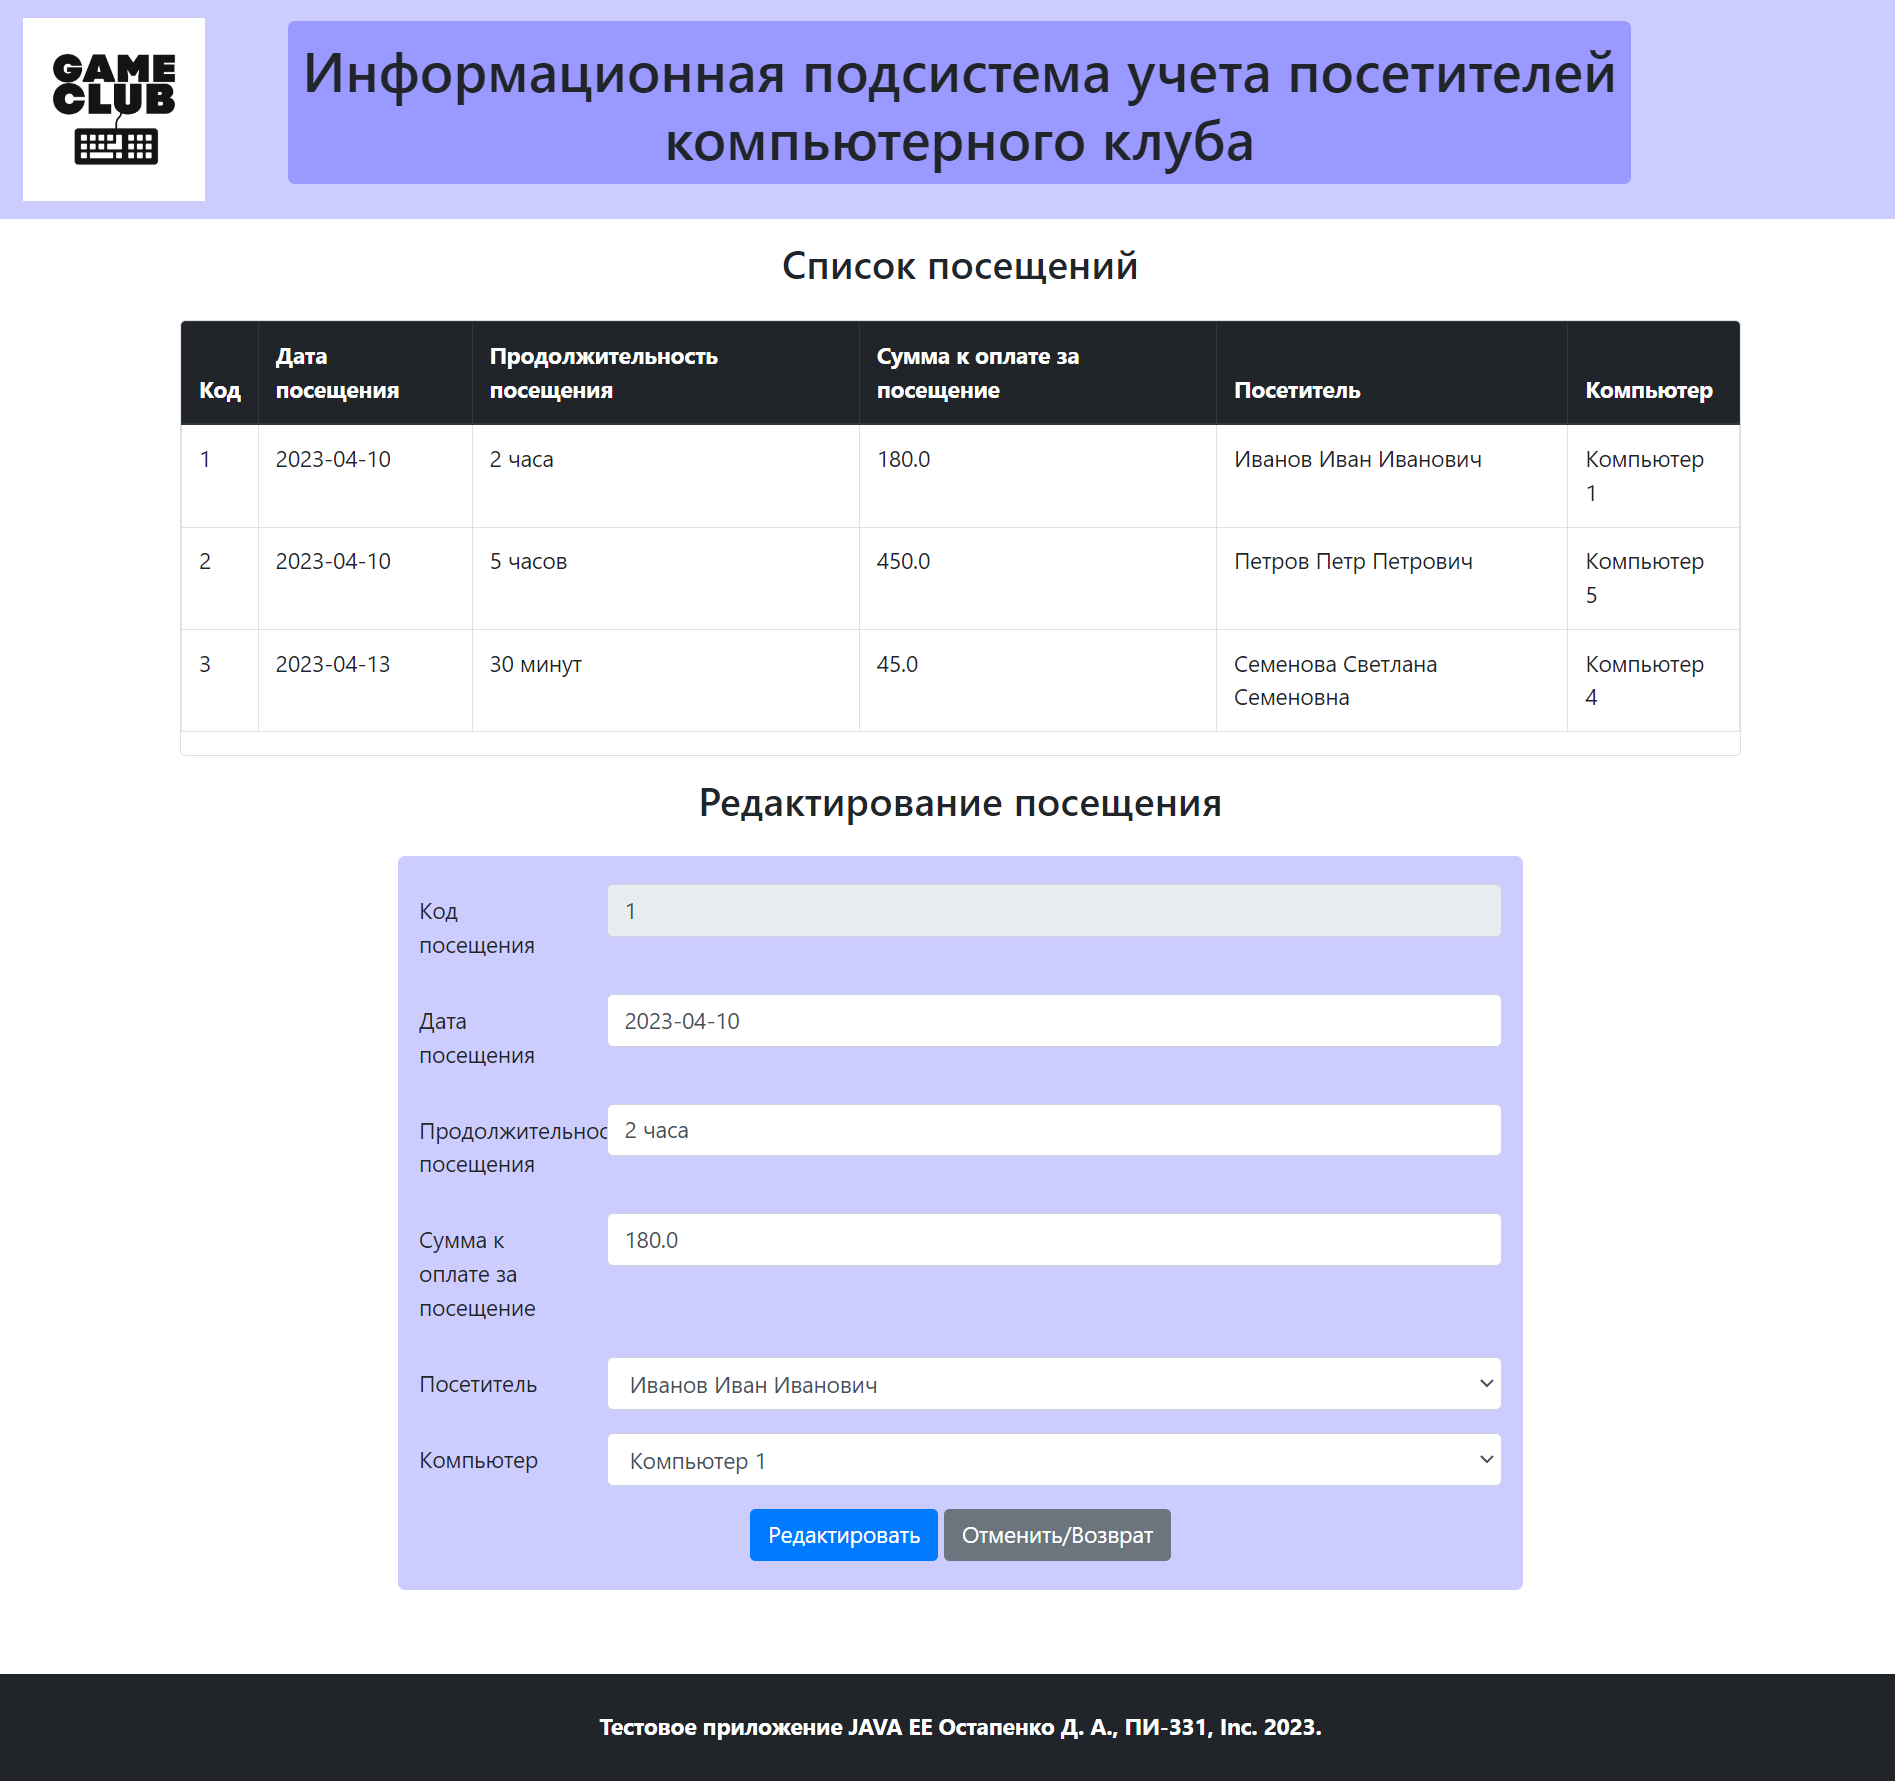 GAME
CLUB
Информационная подсистема учета посетителей
компьютерного клуба
Список посещений
Код
Дата
посещения
Продолжительность
посещения
Сумма к оплате за
посещение
Посетитель
Компьютер
1
2023-04-10
2 часа
180.0
Иванов Иван Иванович
Компьютер
1
2
2023-04-10
5 часов
450.0
Петров Петр Петрович
Компьютер
5
3
2023-04-13
30 минут
45.0
Семенова Светлана
Семеновна
Компьютер
4
Редактирование посещения
Код
посещения
1
Дата
посещения
2023-04-10
Продолжительнос
посещения
2 часа
Сумма к
оплате за
посещение
180.0
Посетитель
Иванов Иван Иванович
Компьютер
Компьютер 1
Редактировать
Отменить/Возврат
Тестовое приложение JAVA EE Остапенко Д. А., ПИ-331, Inc. 2023.